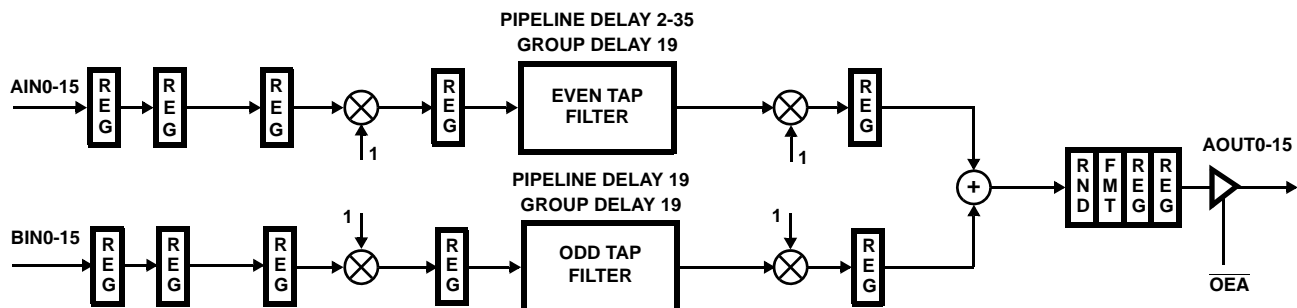 PIPELINE DELAY 2-35
GROUP DELAY 19
AIN0-15
REG
REG
REG
1
REG
EVEN TAP
FILTER
1
REG
PIPELINE DELAY 19
GROUP DELAY 19
BIN0-15
REG
REG
REG
1
REG
ODD TAP
FILTER
1
REG
+
RND
FMT
REG
REG
AOUT0-15
OEA